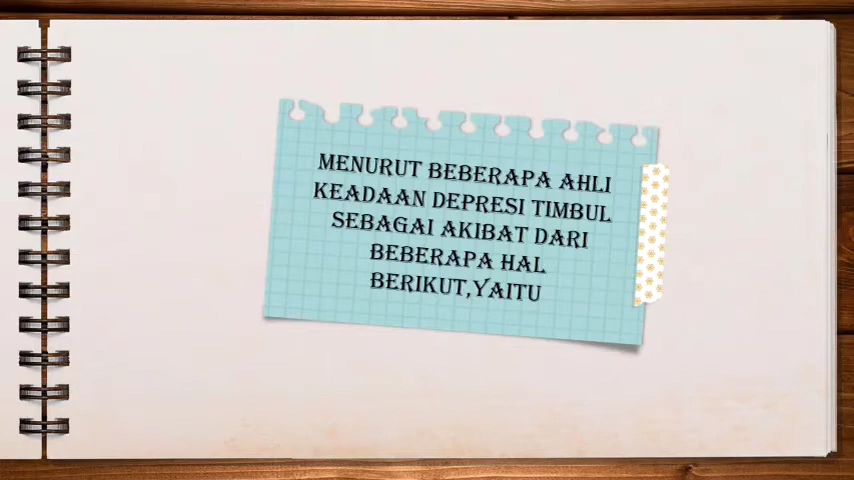 MENURUT BEBERAPA AHLI
KEADAAN DEPRESI TIMBUL
SEBAGAI AKIBAT DARI
BEBERAPA HAL
BERIKUT,YAITU